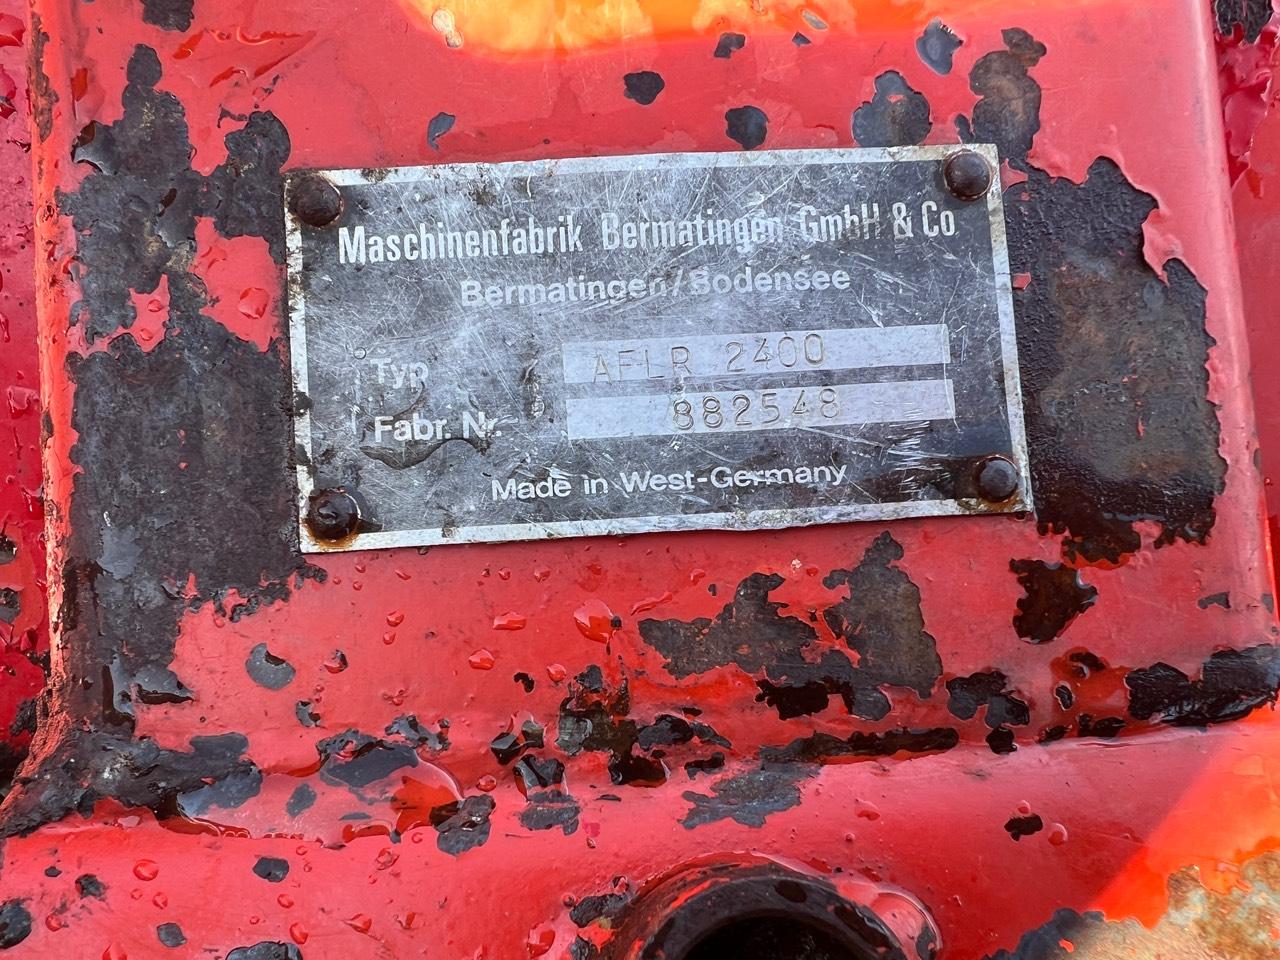 Maschinenfabrik Bermatingen GmbH & Co
Bermatingen/Bodensee
Typ AFLR 2400
Fabr. Nr. 882548
Made in West-Germany